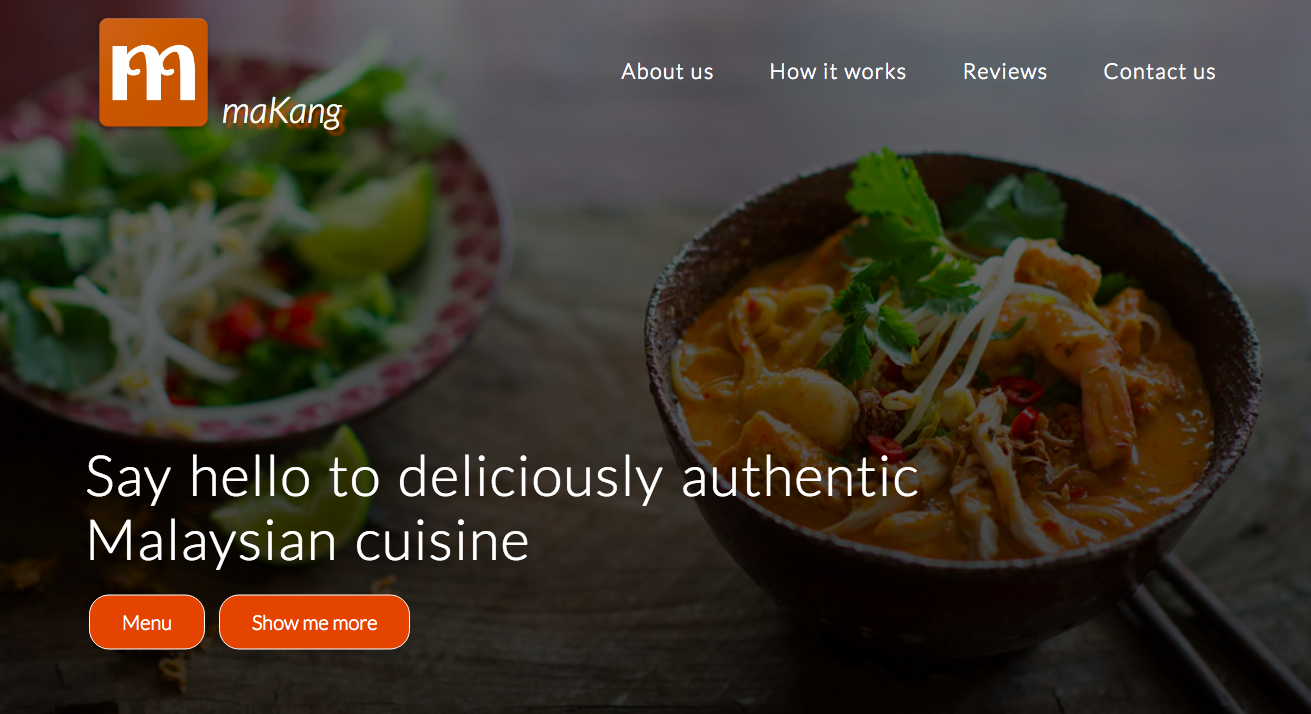 m
maKang
About us
How it works
Reviews
Contact us
Say hello to deliciously authentic
Malaysian cuisine
Menu
Show me more